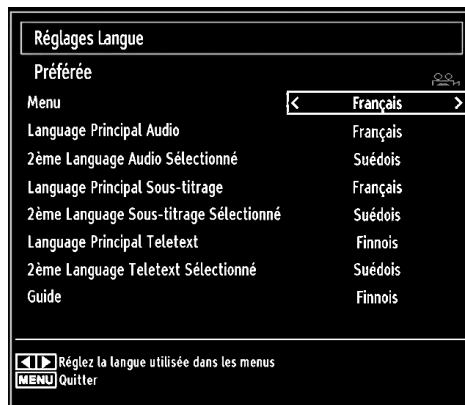 Réglages Langue
Préférée
Menu < Français >
Language Principal Audio Français
2ème Language Audio Sélectionné Suédois
Language Principal Sous-titrage Français
2ème Language Sous-titrage Sélectionné Suédois
Language Principal Teletext Finnois
2ème Language Teletext Sélectionné Suédois
Guide Finnois
Réglez la langue utilisée dans les menus
MENU Quitter